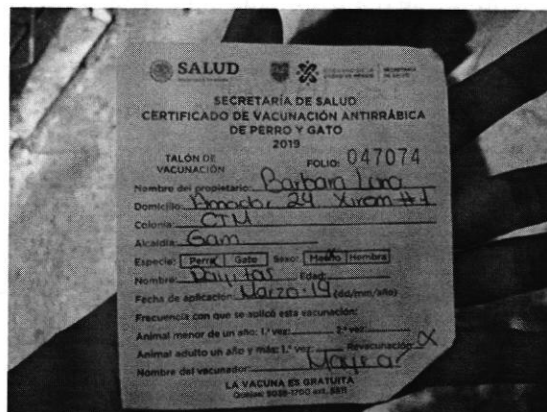 SALUD
SECRETARÍA DE SALUD
CERTIFICADO DE VACUNACIÓN ANTIRRÁBICA
DE PERRO Y GATO
2019
TALÓN DE
VACUNACIÓN
FOLIO: 047074
Nombre del propietario: Barbara Lara
Domicilio: 24 #1
Colonia: CTM
Alcaldía: Gam
Especie: Perro Gato Sexo: Macho Hembra
Nombre: Edad:
Fecha de aplicación: Marzo-19 (dd/mm/año)
Frecuencia con que se aplicó esta vacunación:
Animal menor de un año: 1.ª vez: 2.ª vez:
Animal adulto un año y más: 1.ª vez: Revacunación: X
Nombre del vacunador:
LA VACUNA ES GRATUITA